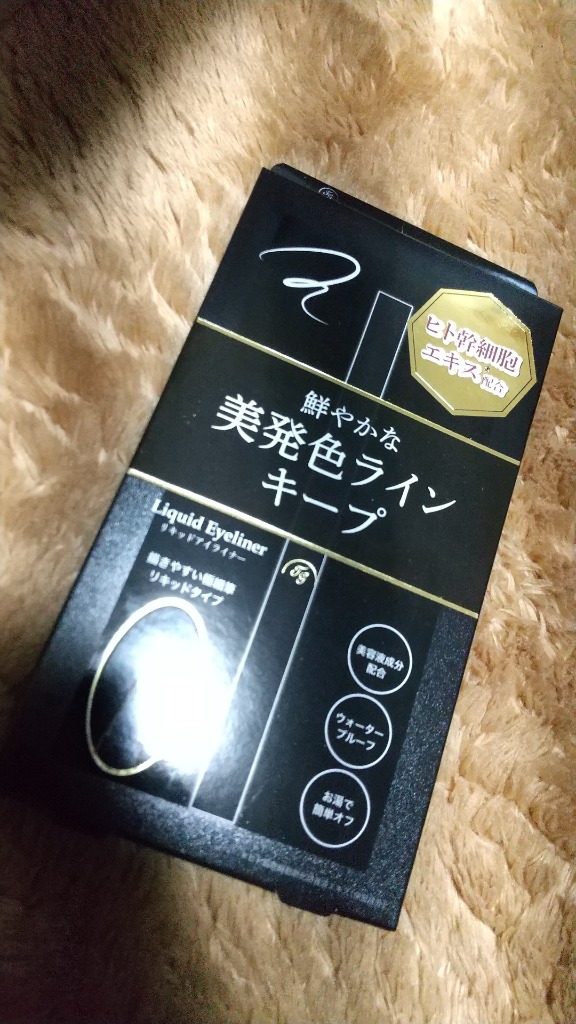 ヒト幹細胞
エキス配合
鮮やかな
美発色ライン
キープ
Liquid Eyeliner
リキッドアイライナー
描きやすい極細筆
リキッドタイプ
美容液成分
配合
ウォーター
プルーフ
お湯で
簡単オフ